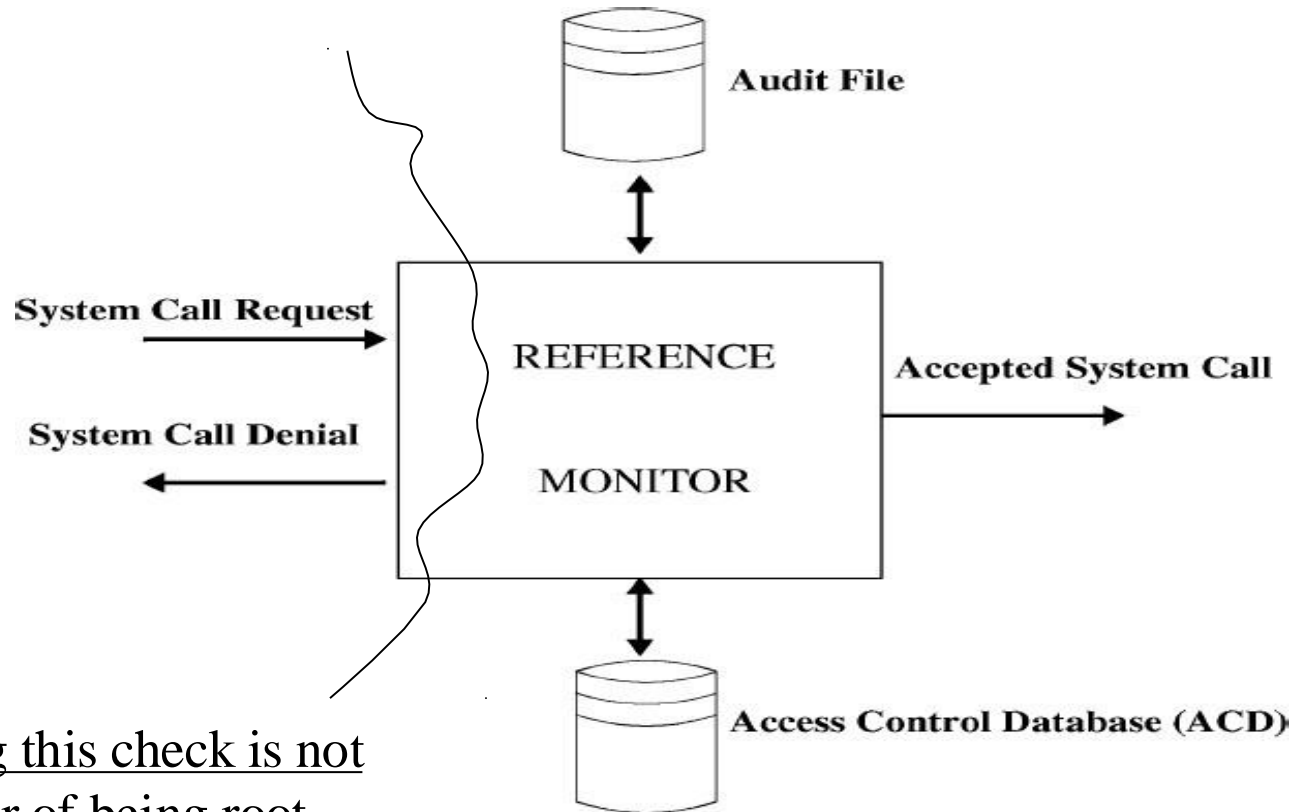 Audit File
System Call Request
REFERENCE
Accepted System Call
System Call Denial
MONITOR
Access Control Database (ACD)
this check is not
of being root